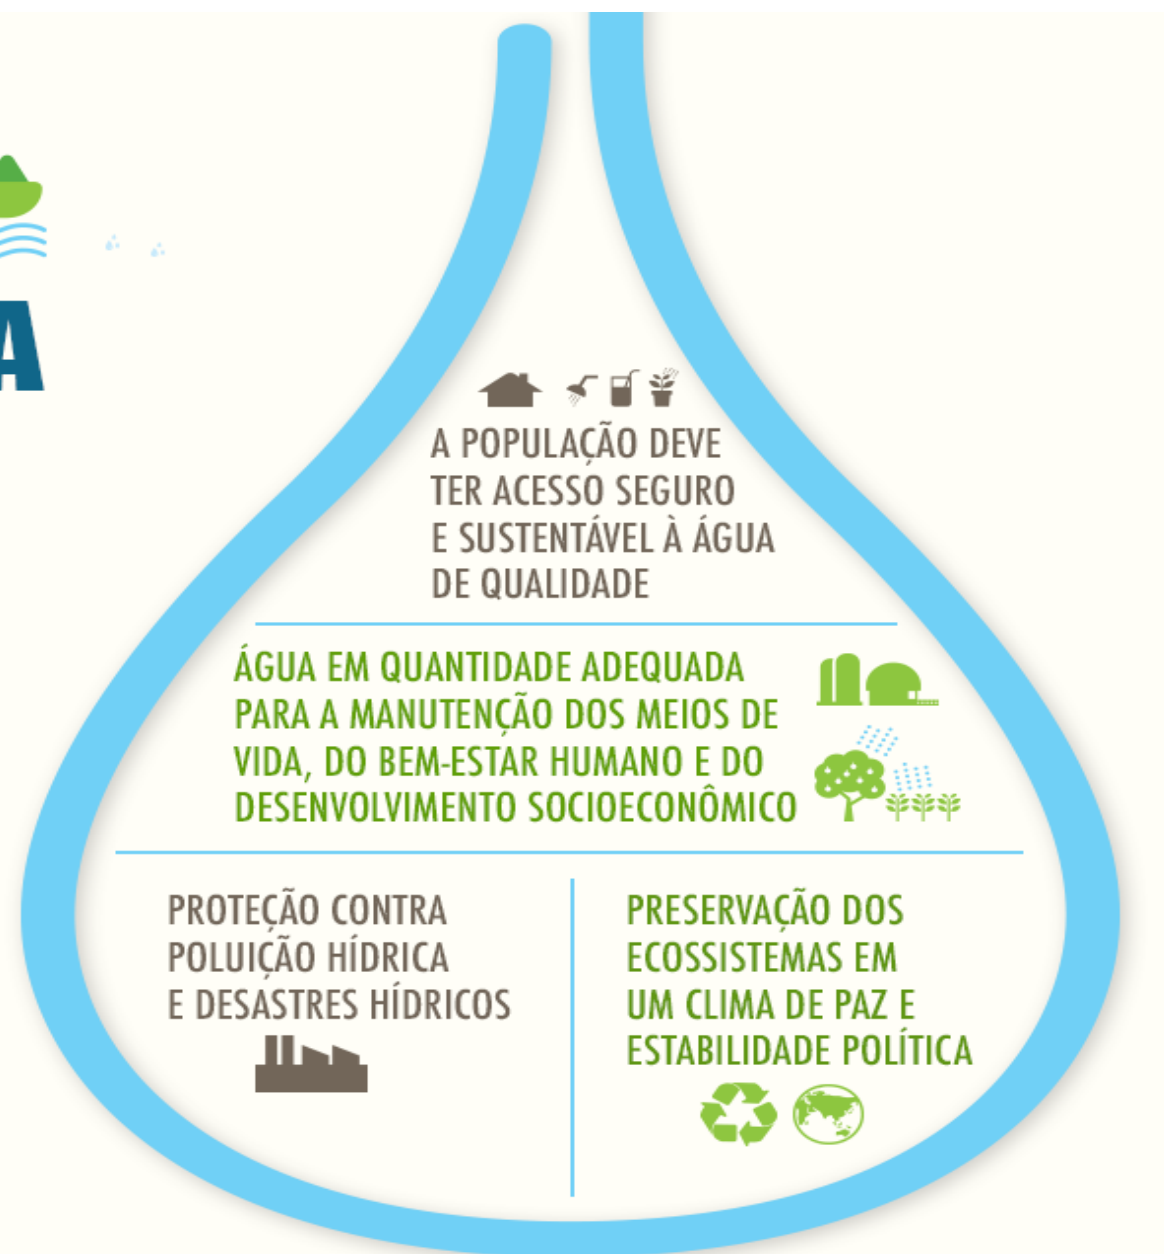 A
A POPULAÇÃO DEVE
TER ACESSO SEGURO
E SUSTENTÁVEL À ÁGUA
DE QUALIDADE
ÁGUA EM QUANTIDADE ADEQUADA
PARA A MANUTENÇÃO DOS MEIOS DE
VIDA, DO BEM-ESTAR HUMANO E DO
DESENVOLVIMENTO SOCIOECONÔMICO
PROTEÇÃO CONTRA
POLUIÇÃO HÍDRICA
E DESASTRES HÍDRICOS
PRESERVAÇÃO DOS
ECOSSISTEMAS EM
UM CLIMA DE PAZ E
ESTABILIDADE POLÍTICA